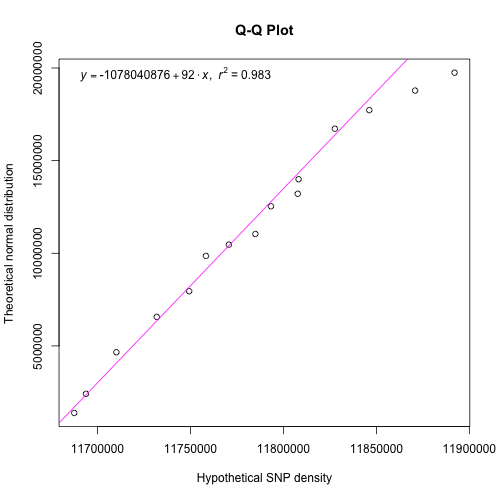 Q-Q Plot
y = -1078040876 + 92 · x, r² = 0.983
20000000
15000000
10000000
5000000
Theoretical normal distribution
11700000 11750000 11800000 11850000 11900000
Hypothetical SNP density